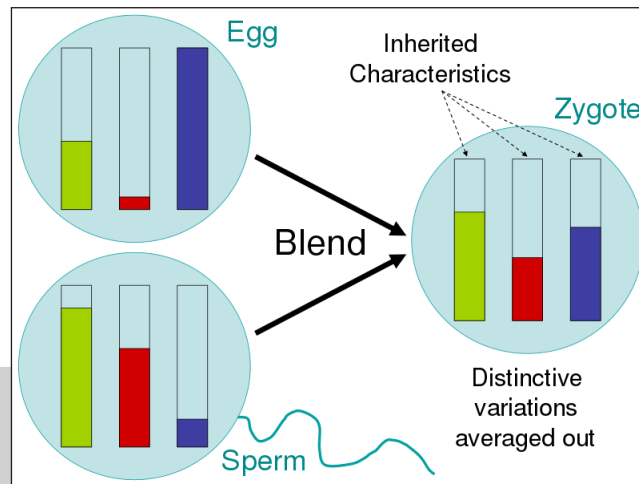 Egg
Inherited
Characteristics
Zygote
Blend
Sperm
Distinctive
variations
averaged out